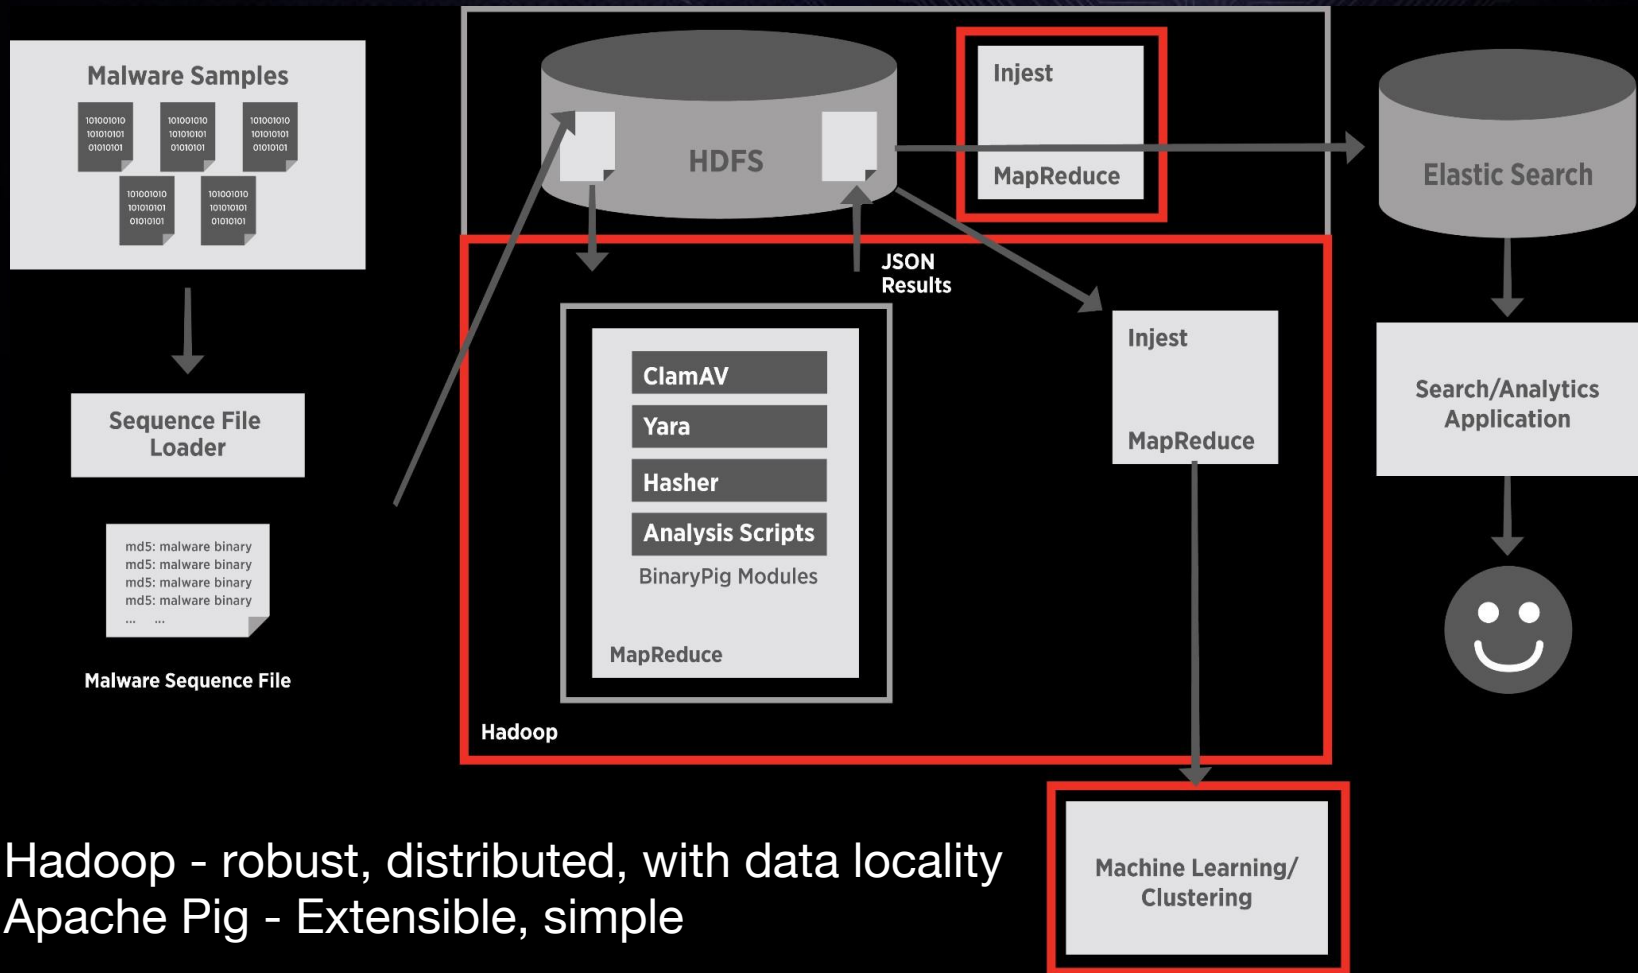 Malware Samples
101001010
101010101
01010101
101001010
101010101
01010101
101001010
101010101
01010101
101001010
101010101
01010101
101001010
101010101
01010101
Sequence File
Loader
md5: malware binary
md5: malware binary
md5: malware binary
md5: malware binary
... ...
Malware Sequence File
HDFS
Injest
MapReduce
JSON
Results
ClamAV
Yara
Hasher
Analysis Scripts
BinaryPig Modules
MapReduce
Hadoop
Injest
MapReduce
Elastic Search
Search/Analytics
Application
Machine Learning/
Clustering
Hadoop - robust, distributed, with data locality
Apache Pig - Extensible, simple